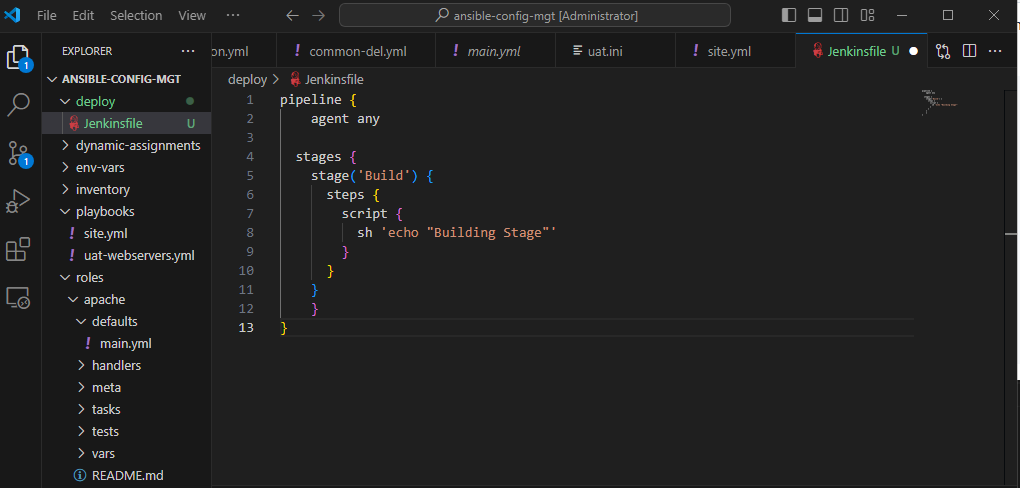 File Edit Selection View ··· ansible-config-mgt [Administrator]
EXPLORER ···
on.yml ! common-del.yml ! main.yml uat.ini ! site.yml Jenkinsfile U ···
ANSIBLE-CONFIG-MGT
deploy
Jenkinsfile U
dynamic-assignments
env-vars
inventory
playbooks
! site.yml
! uat-webservers.yml
roles
apache
defaults
! main.yml
handlers
meta
tasks
tests
vars
README.md
1
1
deploy > Jenkinsfile
1 pipeline {
2 agent any
3
4 stages {
5 stage('Build') {
6 steps {
7 script {
8 sh 'echo "Building Stage"'
9 }
10 }
11 }
12 }
13 }